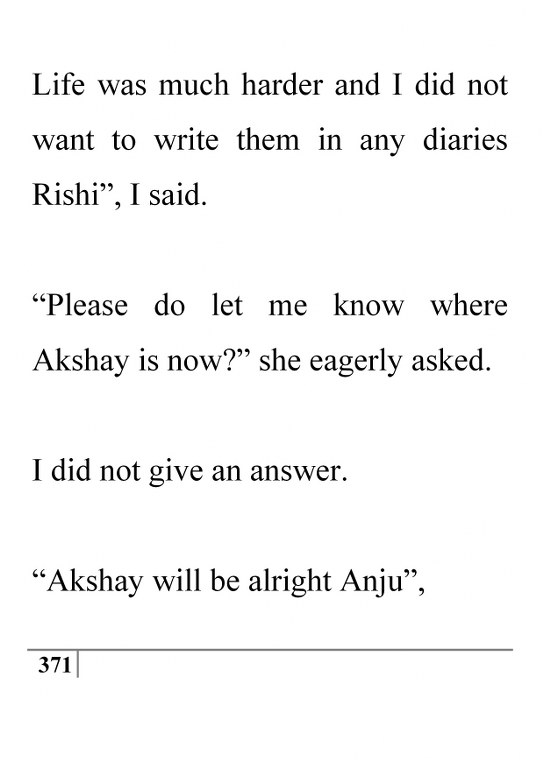 Life was much harder and I did not
want to write them in any diaries
Rishi”, I said.
“Please do let me know where
Akshay is now?” she eagerly asked.
I did not give an answer.
“Akshay will be alright Anju”,
371